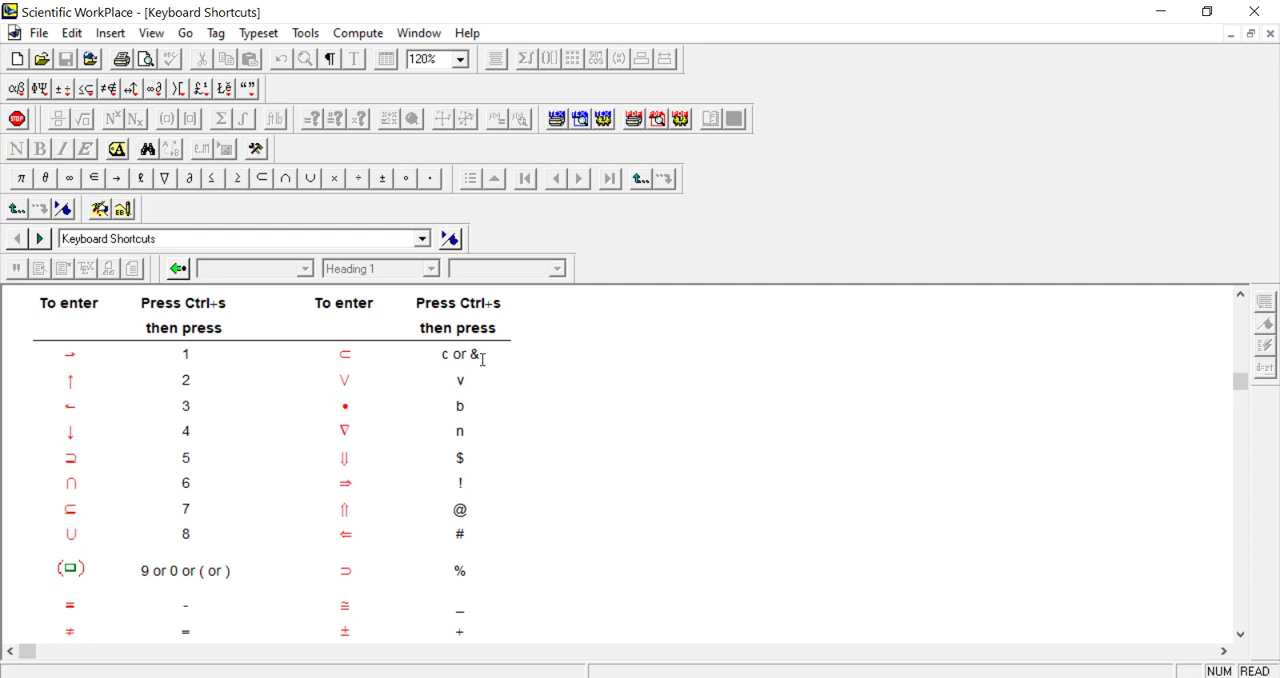 Scientific WorkPlace - [Keyboard Shortcuts]
File Edit Insert View Go Tag Typeset Tools Compute Window Help
120%
STOP
N B I E
π θ ∞ ∈ → ℓ ∇ ∂ ≤ ≥ ⊂ ∩ ∪ × ÷ ± ∘ ·
Keyboard Shortcuts
Heading 1
To enter Press Ctrl+s then press To enter Press Ctrl+s then press
⇀ 1 ⊂ c or &
↑ 2 ∨ v
↼ 3 • b
↓ 4 ∇ n
⊇ 5 ⇓ $
∩ 6 ⇒ !
⊆ 7 ⇑ @
∪ 8 ⇐ #
(□) 9 or 0 or ( or ) ⊃ %
= - ≅ _
≠ = ± +
NUM READ